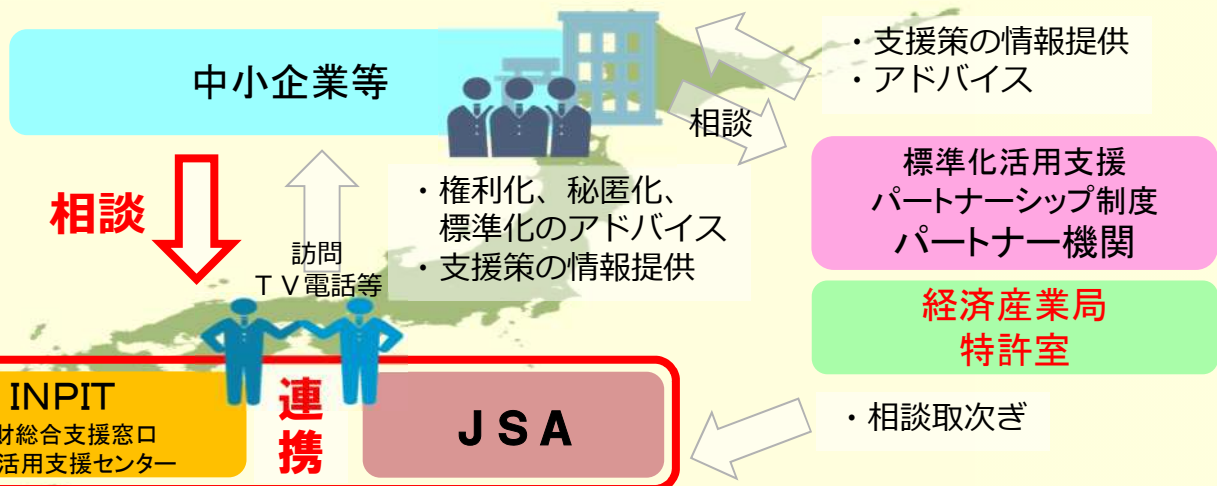 中小企業等
・支援策の情報提供
・アドバイス
相談
相談
訪問
ＴＶ電話等
・権利化、秘匿化、
標準化のアドバイス
・支援策の情報提供
標準化活用支援
パートナーシップ制度
パートナー機関
経済産業局
特許室
INPIT
財総合支援窓口
活用支援センター
連
携
ＪＳＡ
・相談取次ぎ